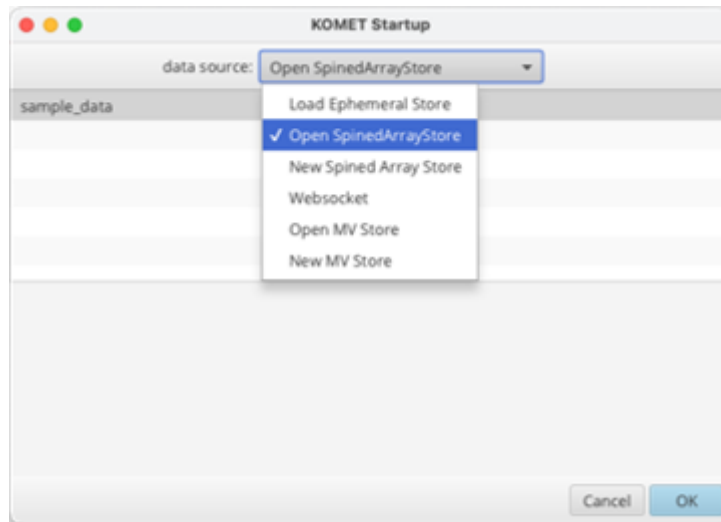 KOMET Startup
data source: Open SpinedArrayStore
sample_data
Load Ephemeral Store
✓ Open SpinedArrayStore
New Spined Array Store
Websocket
Open MV Store
New MV Store
Cancel OK